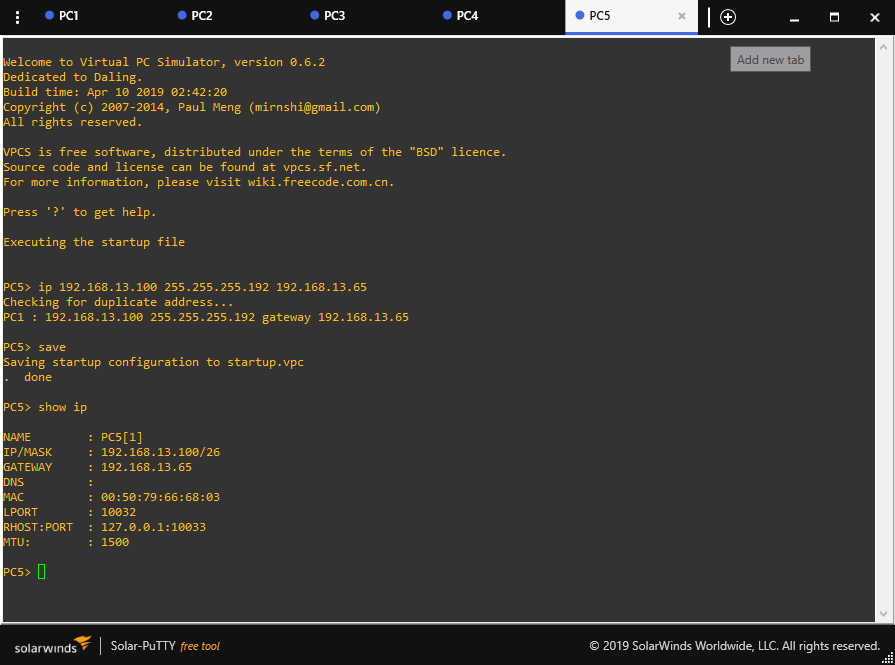 PC1 PC2 PC3 PC4 PC5
Add new tab
Welcome to Virtual PC Simulator, version 0.6.2
Dedicated to Daling.
Build time: Apr 10 2019 02:42:20
Copyright (c) 2007-2014, Paul Meng (mirnshi@gmail.com)
All rights reserved.
VPCS is free software, distributed under the terms of the "BSD" licence.
Source code and license can be found at vpcs.sf.net.
For more information, please visit wiki.freecode.com.cn.
Press '?' to get help.
Executing the startup file
PC5> ip 192.168.13.100 255.255.255.192 192.168.13.65
Checking for duplicate address...
PC1 : 192.168.13.100 255.255.255.192 gateway 192.168.13.65
PC5> save
Saving startup configuration to startup.vpc
.  done
PC5> show ip
NAME        : PC5[1]
IP/MASK     : 192.168.13.100/26
GATEWAY     : 192.168.13.65
DNS         :
MAC         : 00:50:79:66:68:03
LPORT       : 10032
RHOST:PORT  : 127.0.0.1:10033
MTU:        : 1500
PC5>
solarwinds Solar-PuTTY free tool © 2019 SolarWinds Worldwide, LLC. All rights reserved.